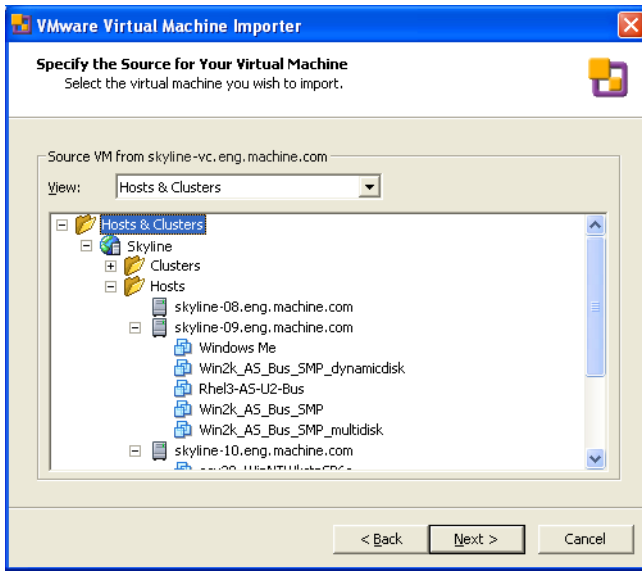 VMware Virtual Machine Importer
Specify the Source for Your Virtual Machine
Select the virtual machine you wish to import.
Source VM from skyline-vc.eng.machine.com
View: Hosts & Clusters
Hosts & Clusters
Skyline
Clusters
Hosts
skyline-08.eng.machine.com
skyline-09.eng.machine.com
Windows Me
Win2k_AS_Bus_SMP_dynamicdisk
Rhel3-AS-U2-Bus
Win2k_AS_Bus_SMP
Win2k_AS_Bus_SMP_multidisk
skyline-10.eng.machine.com
< Back Next > Cancel